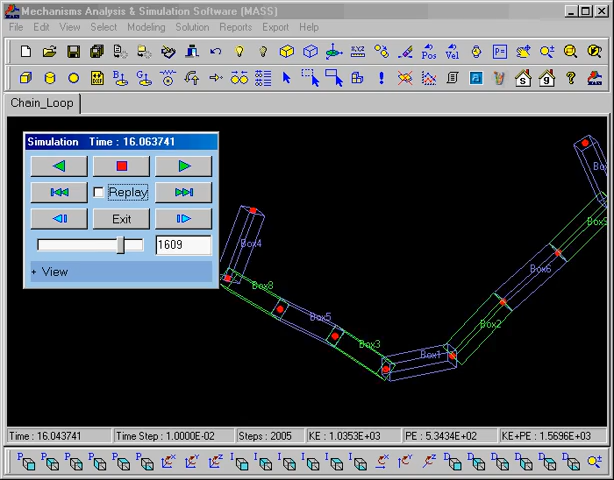 Mechanisms Analysis & Simulation Software [MASS]
File Edit View Select Modeling Solution Reports Export Help
Pos Vel P=
B G
s g ?
Chain_Loop
Simulation Time : 16.063741
Replay
Exit
1609
+ View
Box4
Box8
Box5
Box3
Box1
Box2
Box6
Time : 16.043741 Time Step : 1.0000E-02 Steps : 2005 KE : 1.0353E+03 PE : 5.3434E+02 KE+PE : 1.5696E+03
P P P P P P I I I I I I D D D D D D